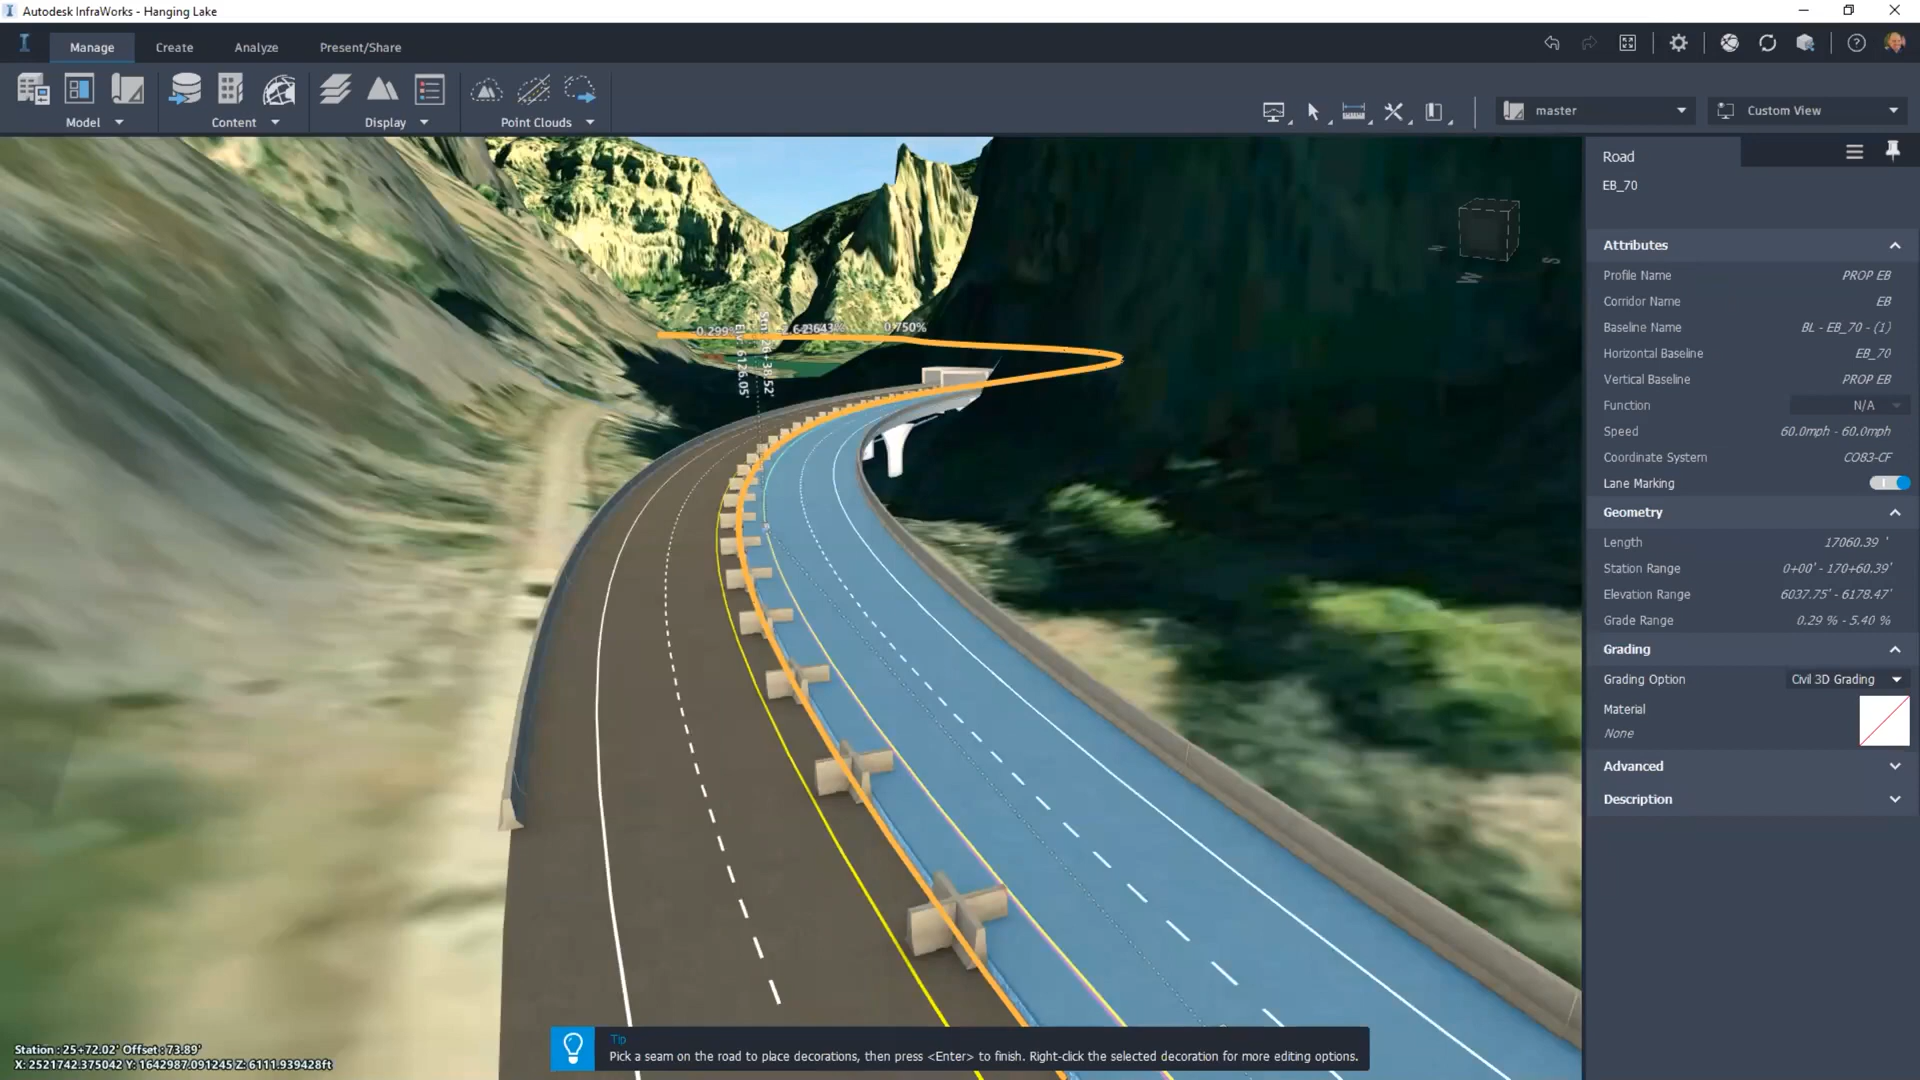 Autodesk InfraWorks - Hanging Lake
Manage
Create
Analyze
Present/Share
Model
Content
Display
Point Clouds
master
Custom View
Road
EB_70
Attributes
Profile Name PROP EB
Corridor Name EB
Baseline Name BL - EB_70 - (1)
Horizontal Baseline EB_70
Vertical Baseline PROP EB
Function N/A
Speed 60.0mph - 60.0mph
Coordinate System CO83-CF
Lane Marking
Geometry
Length 17060.39 '
Station Range 0+00' - 170+60.39'
Elevation Range 6037.75' - 6178.47'
Grade Range 0.29 % - 5.40 %
Grading
Grading Option Civil 3D Grading
Material
None
Advanced
Description
0.299%
0.750%
Elv: 6126.05'
Tip
Pick a seam on the road to place decorations, then press <Enter> to finish. Right-click the selected decoration for more editing options.
Station : 25+72.02' Offset : 73.89'
X: 2521742.375042 Y: 1642987.091245 Z: 6111.939428ft